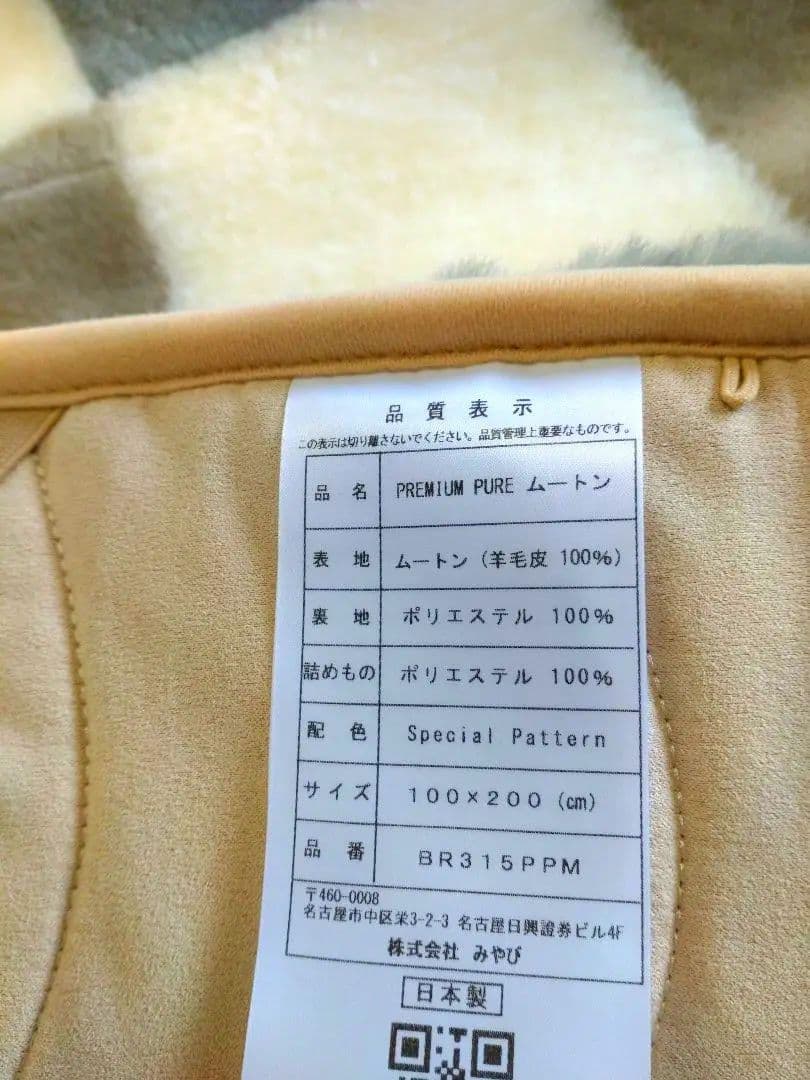 品質表示
この表示は切り離さないでください。品質管理上重要なものです。
品名 PREMIUM PURE ムートン
表地 ムートン（羊毛皮 100%）
裏地 ポリエステル 100%
詰めもの ポリエステル 100%
配色 Special Pattern
サイズ 100×200（㎝）
品番 BR315PPM
〒460-0008
名古屋市中区栄3-2-3 名古屋日興證券ビル4F
株式会社 みやび
日本製